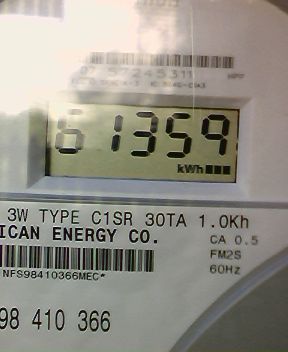 57245311
61359
kWh
3W TYPE C1SR 30TA 1.0Kh
ICAN ENERGY CO.
CA 0.5
FM2S
NFS98410366MEC*
60Hz
98 410 366